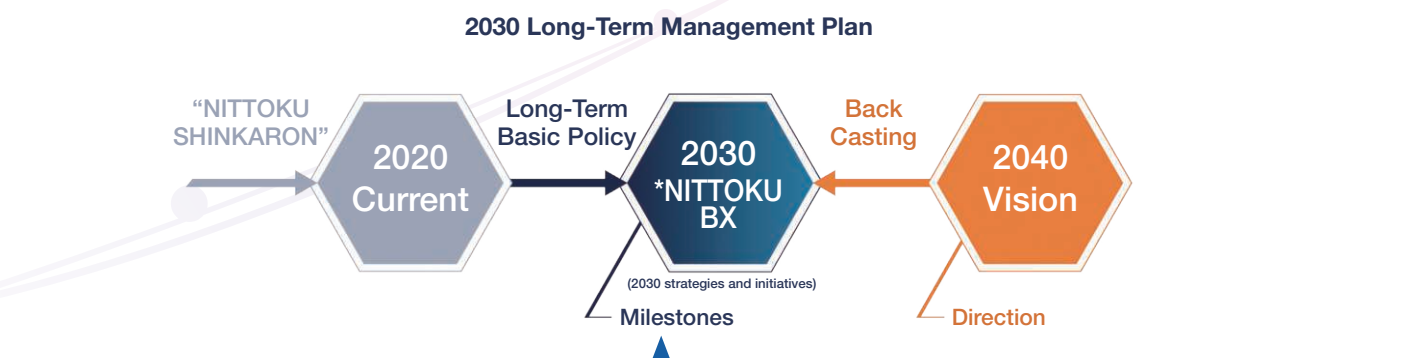 2030 Long-Term Management Plan
“NITTOKU
SHINKARON”
2020
Current
Long-Term
Basic Policy
2030
*NITTOKU
BX
(2030 strategies and initiatives)
Milestones
Back
Casting
2040
Vision
Direction